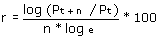 r = log (Pt + n / Pt) / n * log e * 100